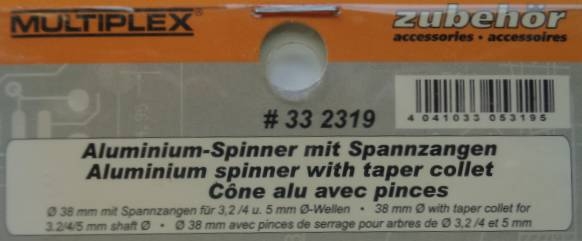 MULTIPLEX®
zubehör
accessories • accessoires
# 33 2319
4 041033 053195
Aluminium-Spinner mit Spannzangen
Aluminium spinner with taper collet
Cône alu avec pinces
Ø 38 mm mit Spannzangen für 3,2 /4 u. 5 mm Ø-Wellen • 38 mm Ø with taper collet for
3.2/4/5 mm shaft Ø • Ø 38 mm avec pinces de serrage pour arbres de Ø 3,2 /4 et 5 mm